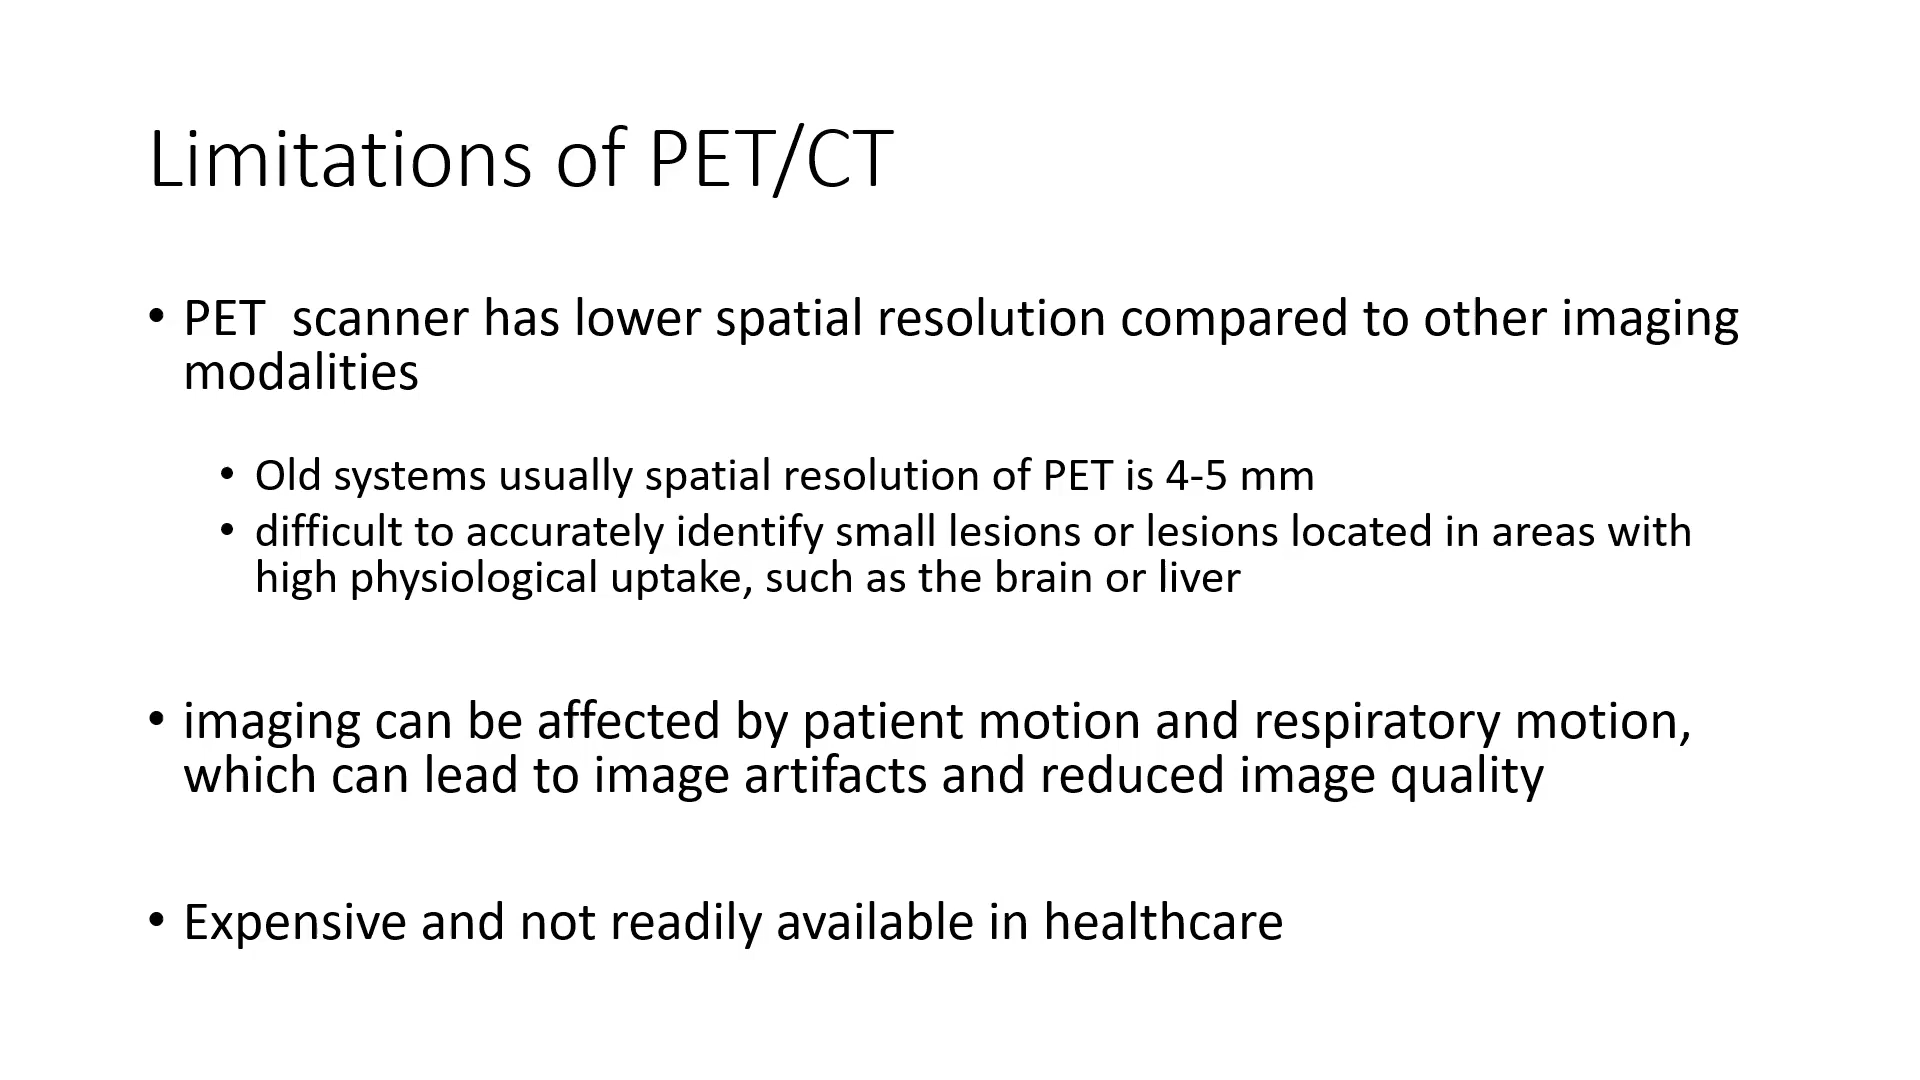 Limitations of PET/CT
• PET  scanner has lower spatial resolution compared to other imaging
modalities
• Old systems usually spatial resolution of PET is 4-5 mm
• difficult to accurately identify small lesions or lesions located in areas with
high physiological uptake, such as the brain or liver
• imaging can be affected by patient motion and respiratory motion,
which can lead to image artifacts and reduced image quality
• Expensive and not readily available in healthcare